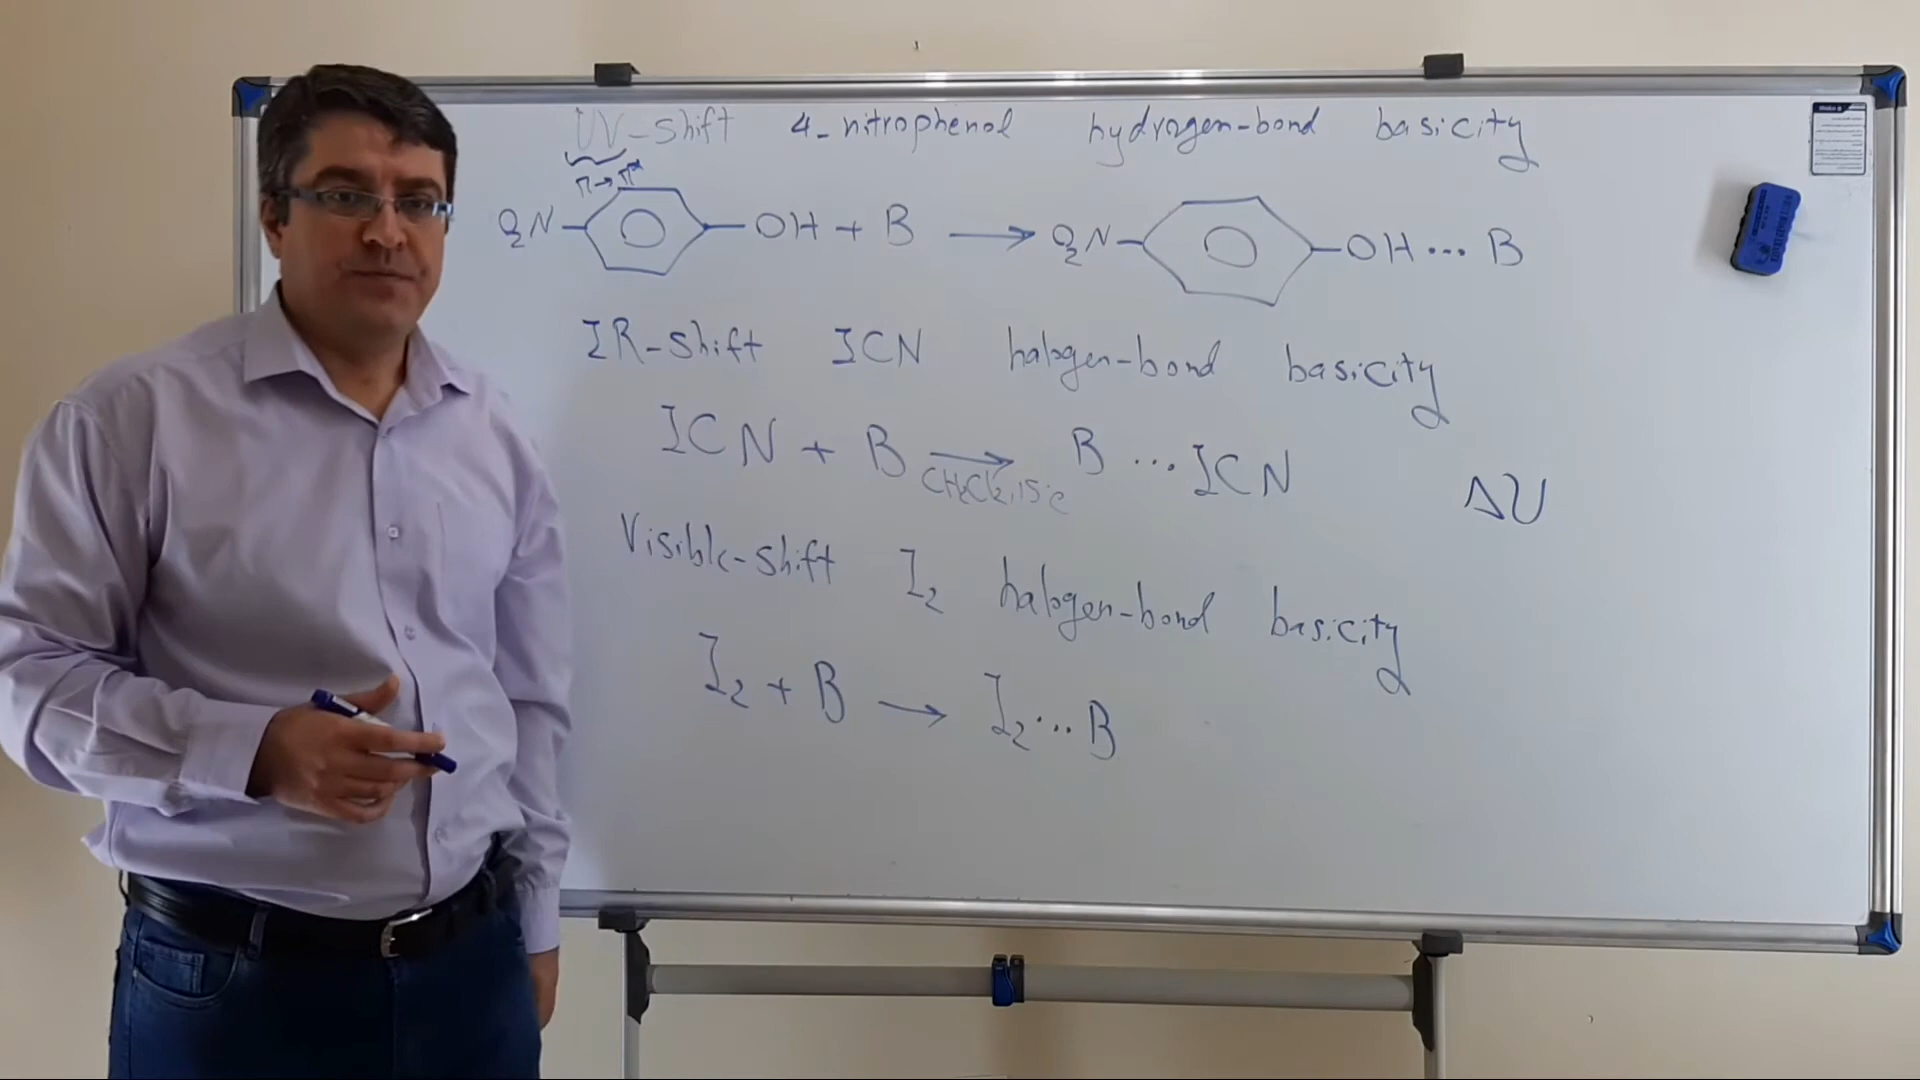 UV-shift 4-nitrophenol hydrogen-bond basicity
π→π*
O2N OH + B → O2N OH ... B
IR-shift ICN halogen-bond basicity
ICN + B → B ... ICN
CH2Cl2, 15°C
ΔU
Visible-shift I2 halogen-bond basicity
I2 + B → I2 ... B